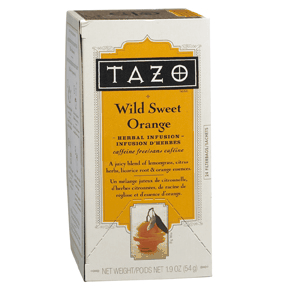 TAZO
Wild Sweet
Orange
HERBAL INFUSION
INFUSION D'HERBES
caffeine free/sans caféine
A juicy blend of lemongrass, citrus
herbs, licorice root & orange essences.
Un mélange juteux de citronnelle,
d'herbes citronnées, de racine de
réglisse et d'essence d'orange.
NET WEIGHT/POIDS NET 1.9 OZ (54 g)